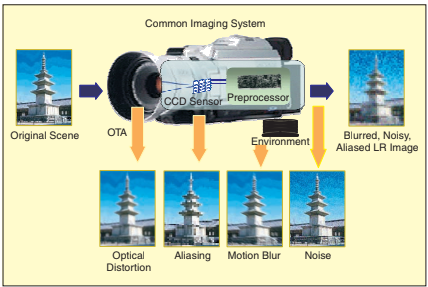 Common Imaging System
CCD Sensor
Preprocessor
Original Scene
OTA
Environment
Blurred, Noisy,
Aliased LR Image
Optical
Distortion
Aliasing
Motion Blur
Noise